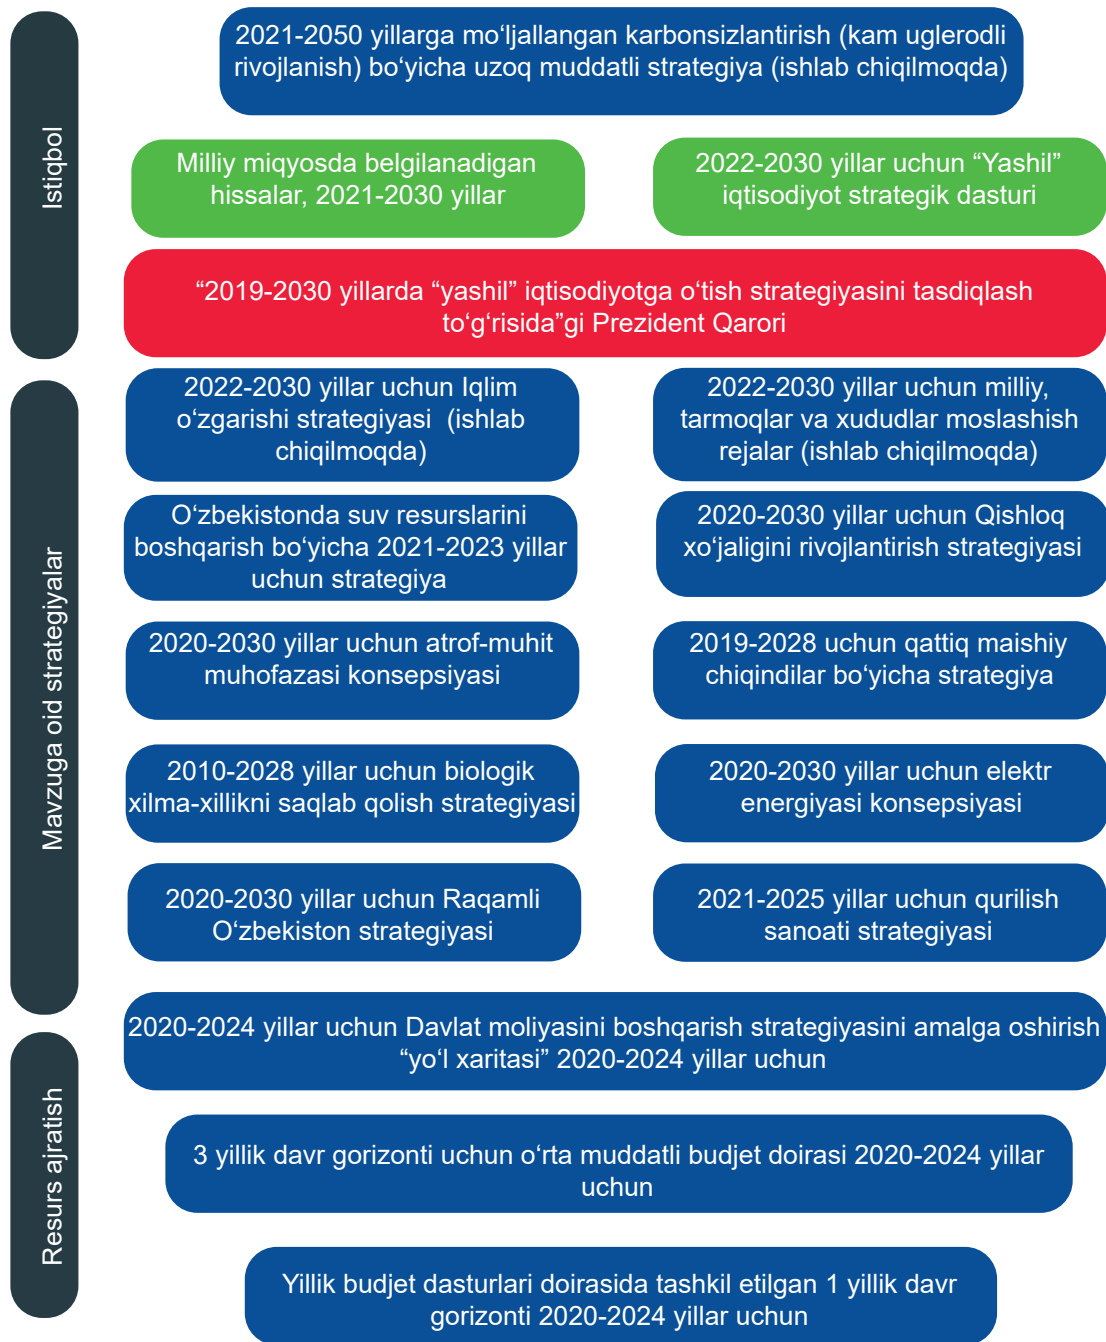 Istiqbol
2021-2050 yillarga mo‘ljallangan karbonsizlantirish (kam uglerodli
rivojlanish) bo‘yicha uzoq muddatli strategiya (ishlab chiqilmoqda)
Milliy miqyosda belgilanadigan
hissalar, 2021-2030 yillar
2022-2030 yillar uchun “Yashil”
iqtisodiyot strategik dasturi
“2019-2030 yillarda “yashil” iqtisodiyotga o‘tish strategiyasini tasdiqlash
to‘g‘risida”gi Prezident Qarori
Mavzuga oid strategiyalar
2022-2030 yillar uchun Iqlim
o‘zgarishi strategiyasi (ishlab
chiqilmoqda)
2022-2030 yillar uchun milliy,
tarmoqlar va xududlar moslashish
rejalar (ishlab chiqilmoqda)
O‘zbekistonda suv resurslarini
boshqarish bo‘yicha 2021-2023 yillar
uchun strategiya
2020-2030 yillar uchun Qishloq
xo‘jaligini rivojlantirish strategiyasi
2020-2030 yillar uchun atrof-muhit
muhofazasi konsepsiyasi
2019-2028 uchun qattiq maishiy
chiqindilar bo‘yicha strategiya
2010-2028 yillar uchun biologik
xilma-xillikni saqlab qolish strategiyasi
2020-2030 yillar uchun elektr
energiyasi konsepsiyasi
2020-2030 yillar uchun Raqamli
O‘zbekiston strategiyasi
2021-2025 yillar uchun qurilish
sanoati strategiyasi
Resurs ajratish
2020-2024 yillar uchun Davlat moliyasini boshqarish strategiyasini amalga oshirish
“yo‘l xaritasi” 2020-2024 yillar uchun
3 yillik davr gorizonti uchun o‘rta muddatli budjet doirasi 2020-2024 yillar
uchun
Yillik budjet dasturlari doirasida tashkil etilgan 1 yillik davr
gorizonti 2020-2024 yillar uchun